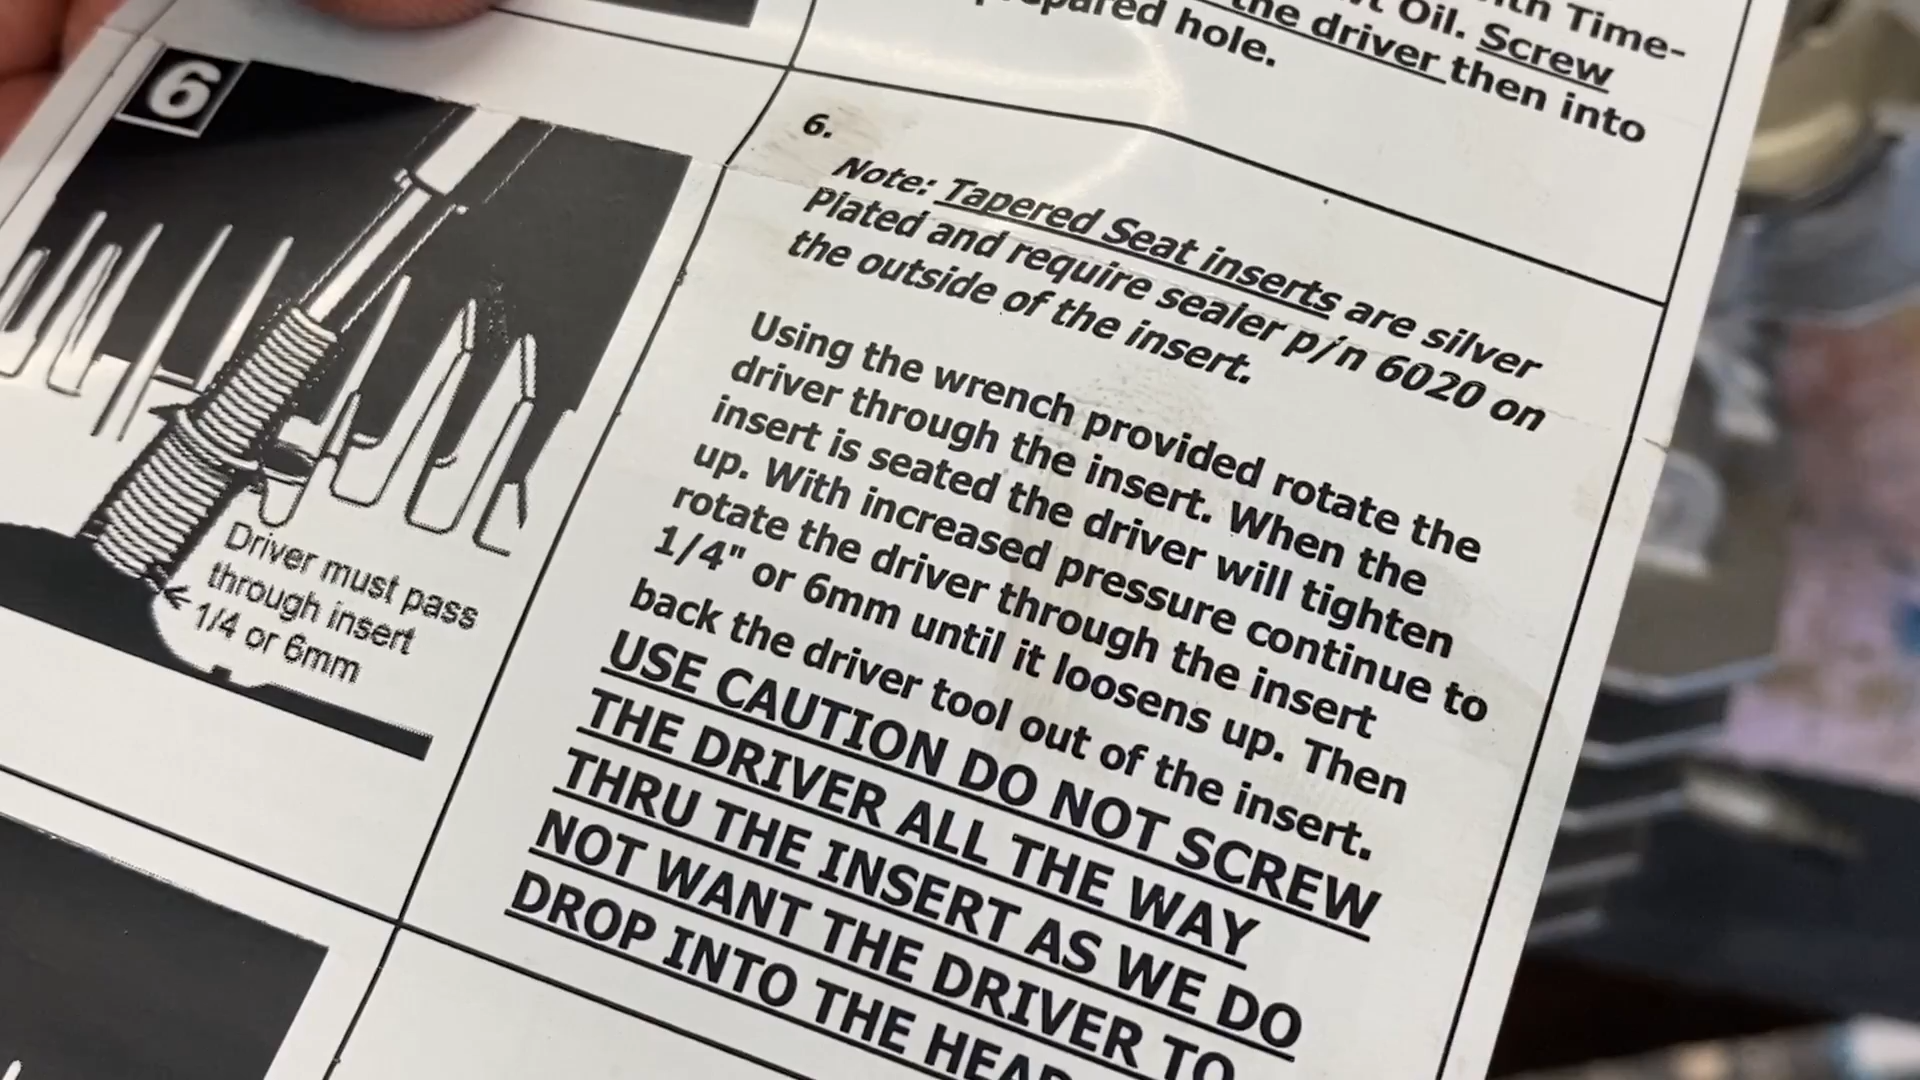 ith Time-
Oil. Screw
the driver then into
prepared hole.
6
Driver must pass
through insert
1/4 or 6mm
6.
Note: Tapered Seat inserts are silver
Plated and require sealer p/n 6020 on
the outside of the insert.
Using the wrench provided rotate the
driver through the insert. When the
insert is seated the driver will tighten
up. With increased pressure continue to
rotate the driver through the insert
1/4" or 6mm until it loosens up. Then
back the driver tool out of the insert.
USE CAUTION DO NOT SCREW
THE DRIVER ALL THE WAY
THRU THE INSERT AS WE DO
NOT WANT THE DRIVER TO
DROP INTO THE HEA